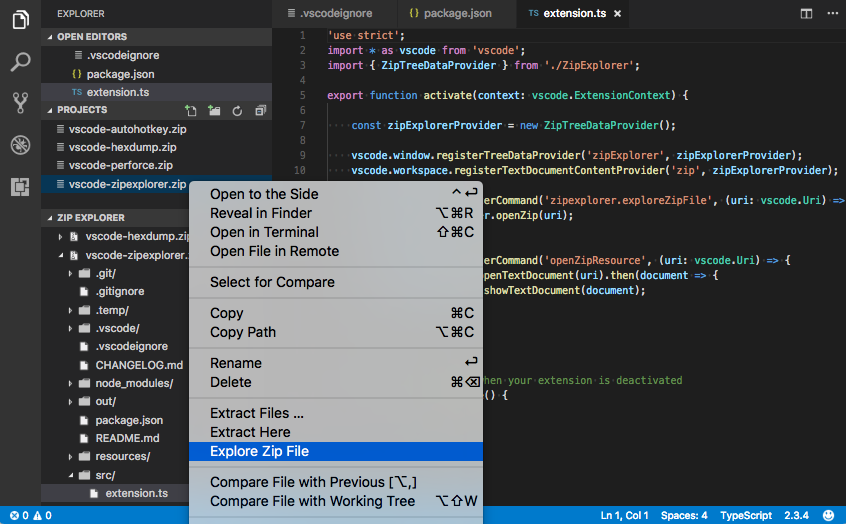 EXPLORER
OPEN EDITORS
.vscodeignore
{} package.json
TS extension.ts
PROJECTS
vscode-autohotkey.zip
vscode-hexdump.zip
vscode-perforce.zip
vscode-zipexplorer.zip
ZIP EXPLORER
vscode-hexdump.zip
vscode-zipexplorer.
.git/
.gitignore
.temp/
.vscode/
.vscodeignore
CHANGELOG.md
node_modules/
out/
package.json
README.md
resources/
src/
extension.ts
.vscodeignore
{} package.json
TS extension.ts ×
1 'use strict';
2 import * as vscode from 'vscode';
3 import { ZipTreeDataProvider } from './ZipExplorer';
4
5 export function activate(context: vscode.ExtensionContext) {
6
7 const zipExplorerProvider = new ZipTreeDataProvider();
8
9 vscode.window.registerTreeDataProvider('zipExplorer', zipExplorerProvider);
10 vscode.workspace.registerTextDocumentContentProvider('zip', zipExplorerProvider);
erCommand('zipexplorer.exploreZipFile', (uri: vscode.Uri) =>
r.openZip(uri);
erCommand('openZipResource', (uri: vscode.Uri) => {
penTextDocument(uri).then(document => {
showTextDocument(document);
hen your extension is deactivated
() {
Open to the Side ^↩
Reveal in Finder ⌥⌘R
Open in Terminal ⇧⌘C
Open File in Remote
Select for Compare
Copy ⌘C
Copy Path ⌥⌘C
Rename ↩
Delete ⌘⌫
Extract Files ...
Extract Here
Explore Zip File
Compare File with Previous [⌥,]
Compare File with Working Tree ⌥⇧W
0 0
Ln 1, Col 1 Spaces: 4 TypeScript 2.3.4